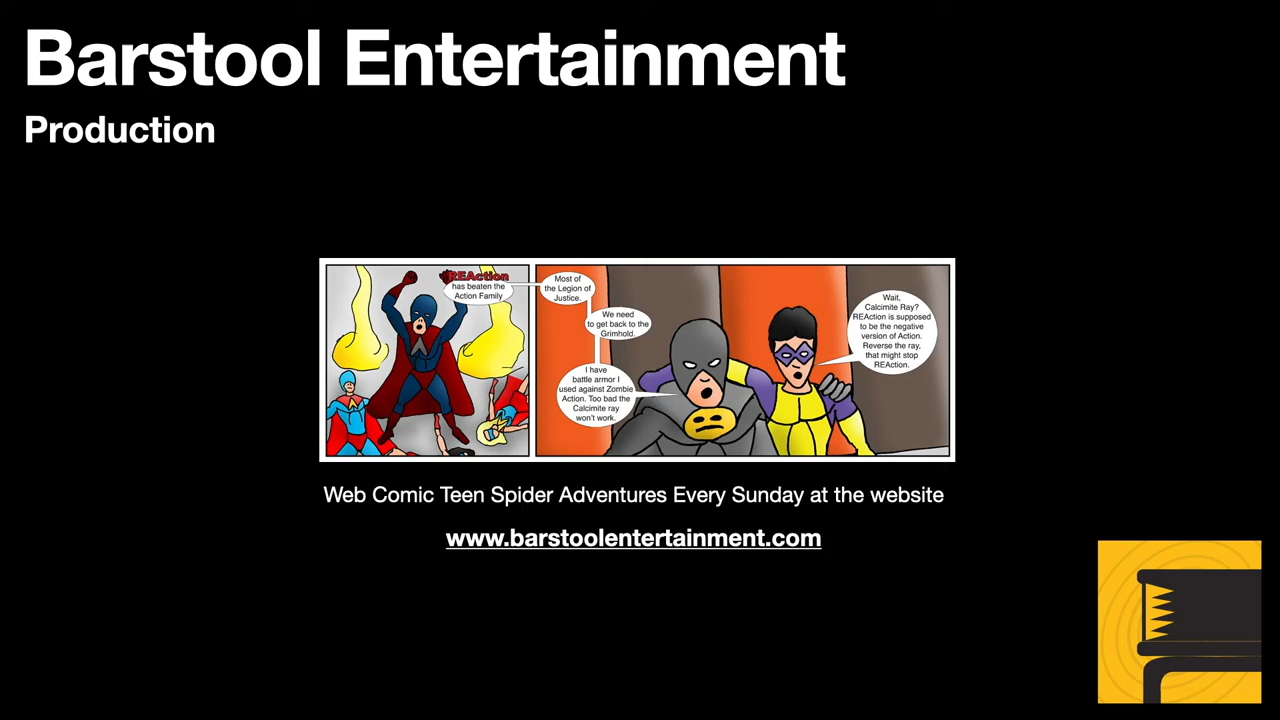 Barstool Entertainment
Production
REAction
has beaten the
Action Family
Most of
the Legion of
Justice.
We need
to get back to the
Grimhold.
I have
battle armor I
used against Zombie
Action. Too bad the
Calcimite ray
won't work.
Wait,
Calcimite Ray?
REAction is supposed
to be the negative
version of Action.
Reverse the ray,
that might stop
REAction.
Web Comic Teen Spider Adventures Every Sunday at the website
www.barstoolentertainment.com